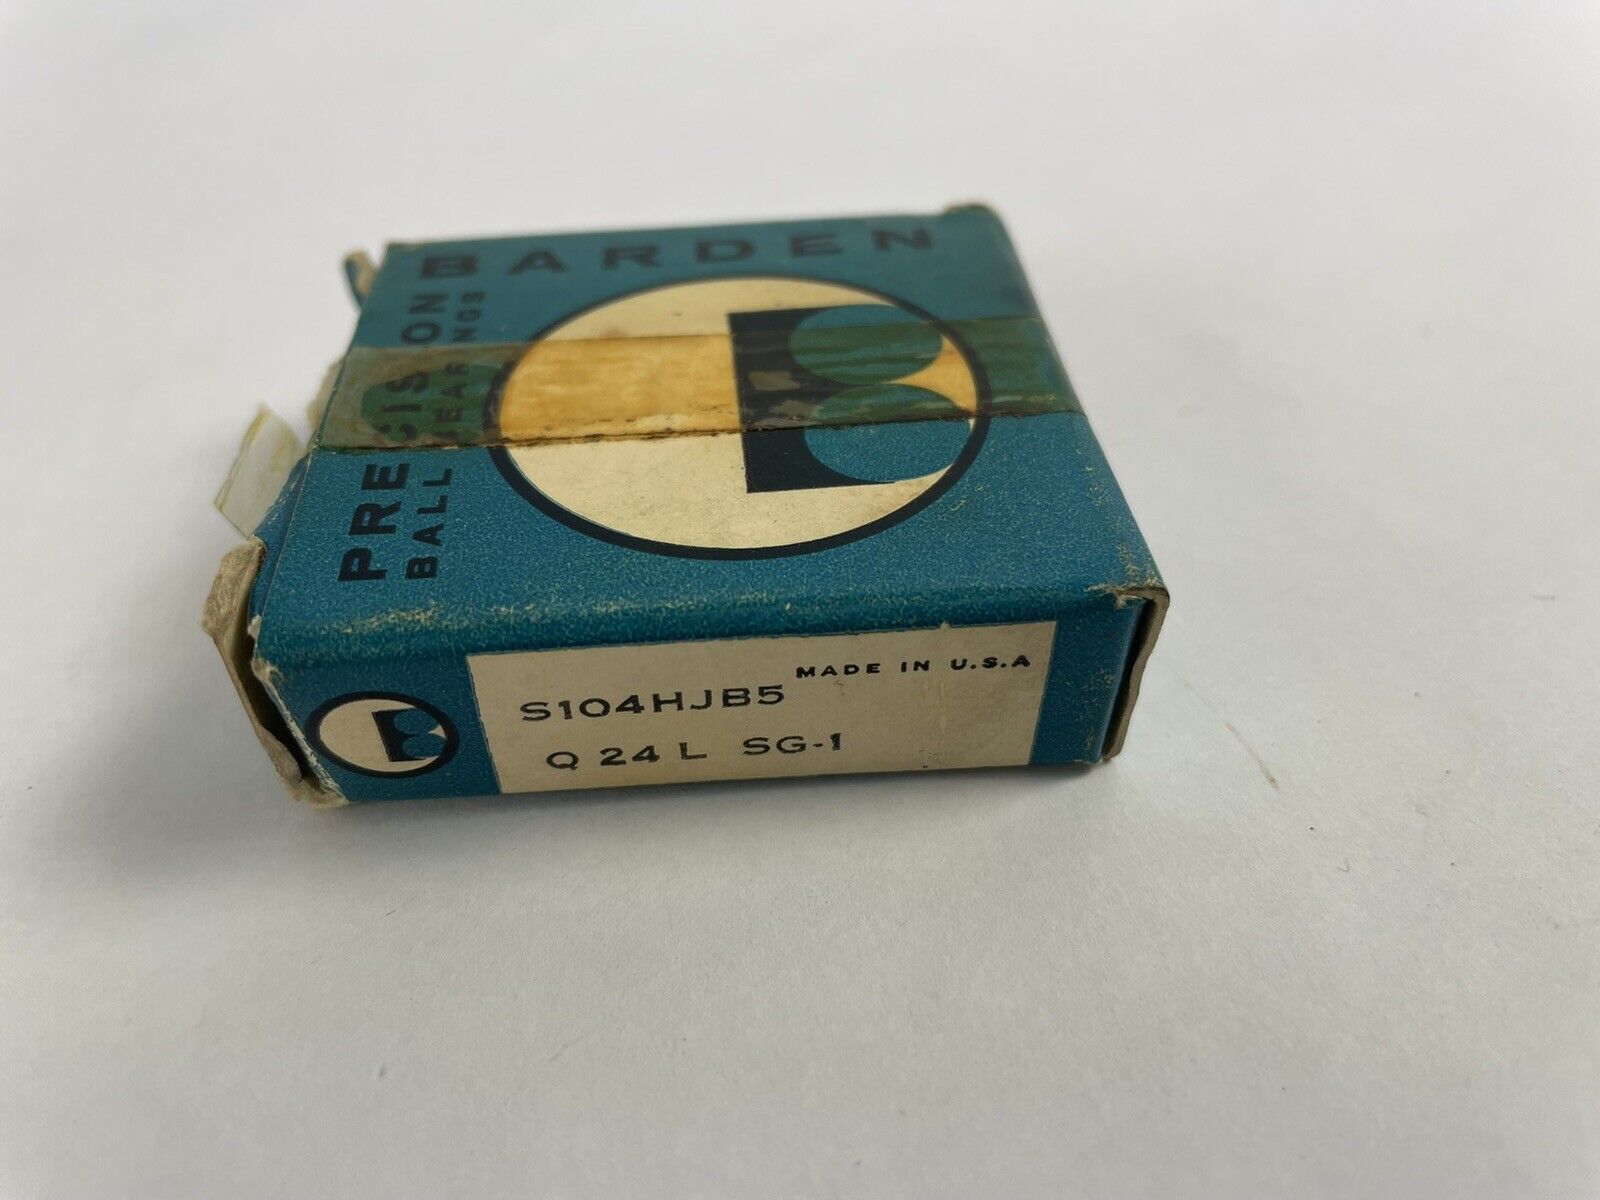 BARDEN
PRECISION
BALL BEARINGS
MADE IN U.S.A
S104HJB5
Q 24 L SG-1